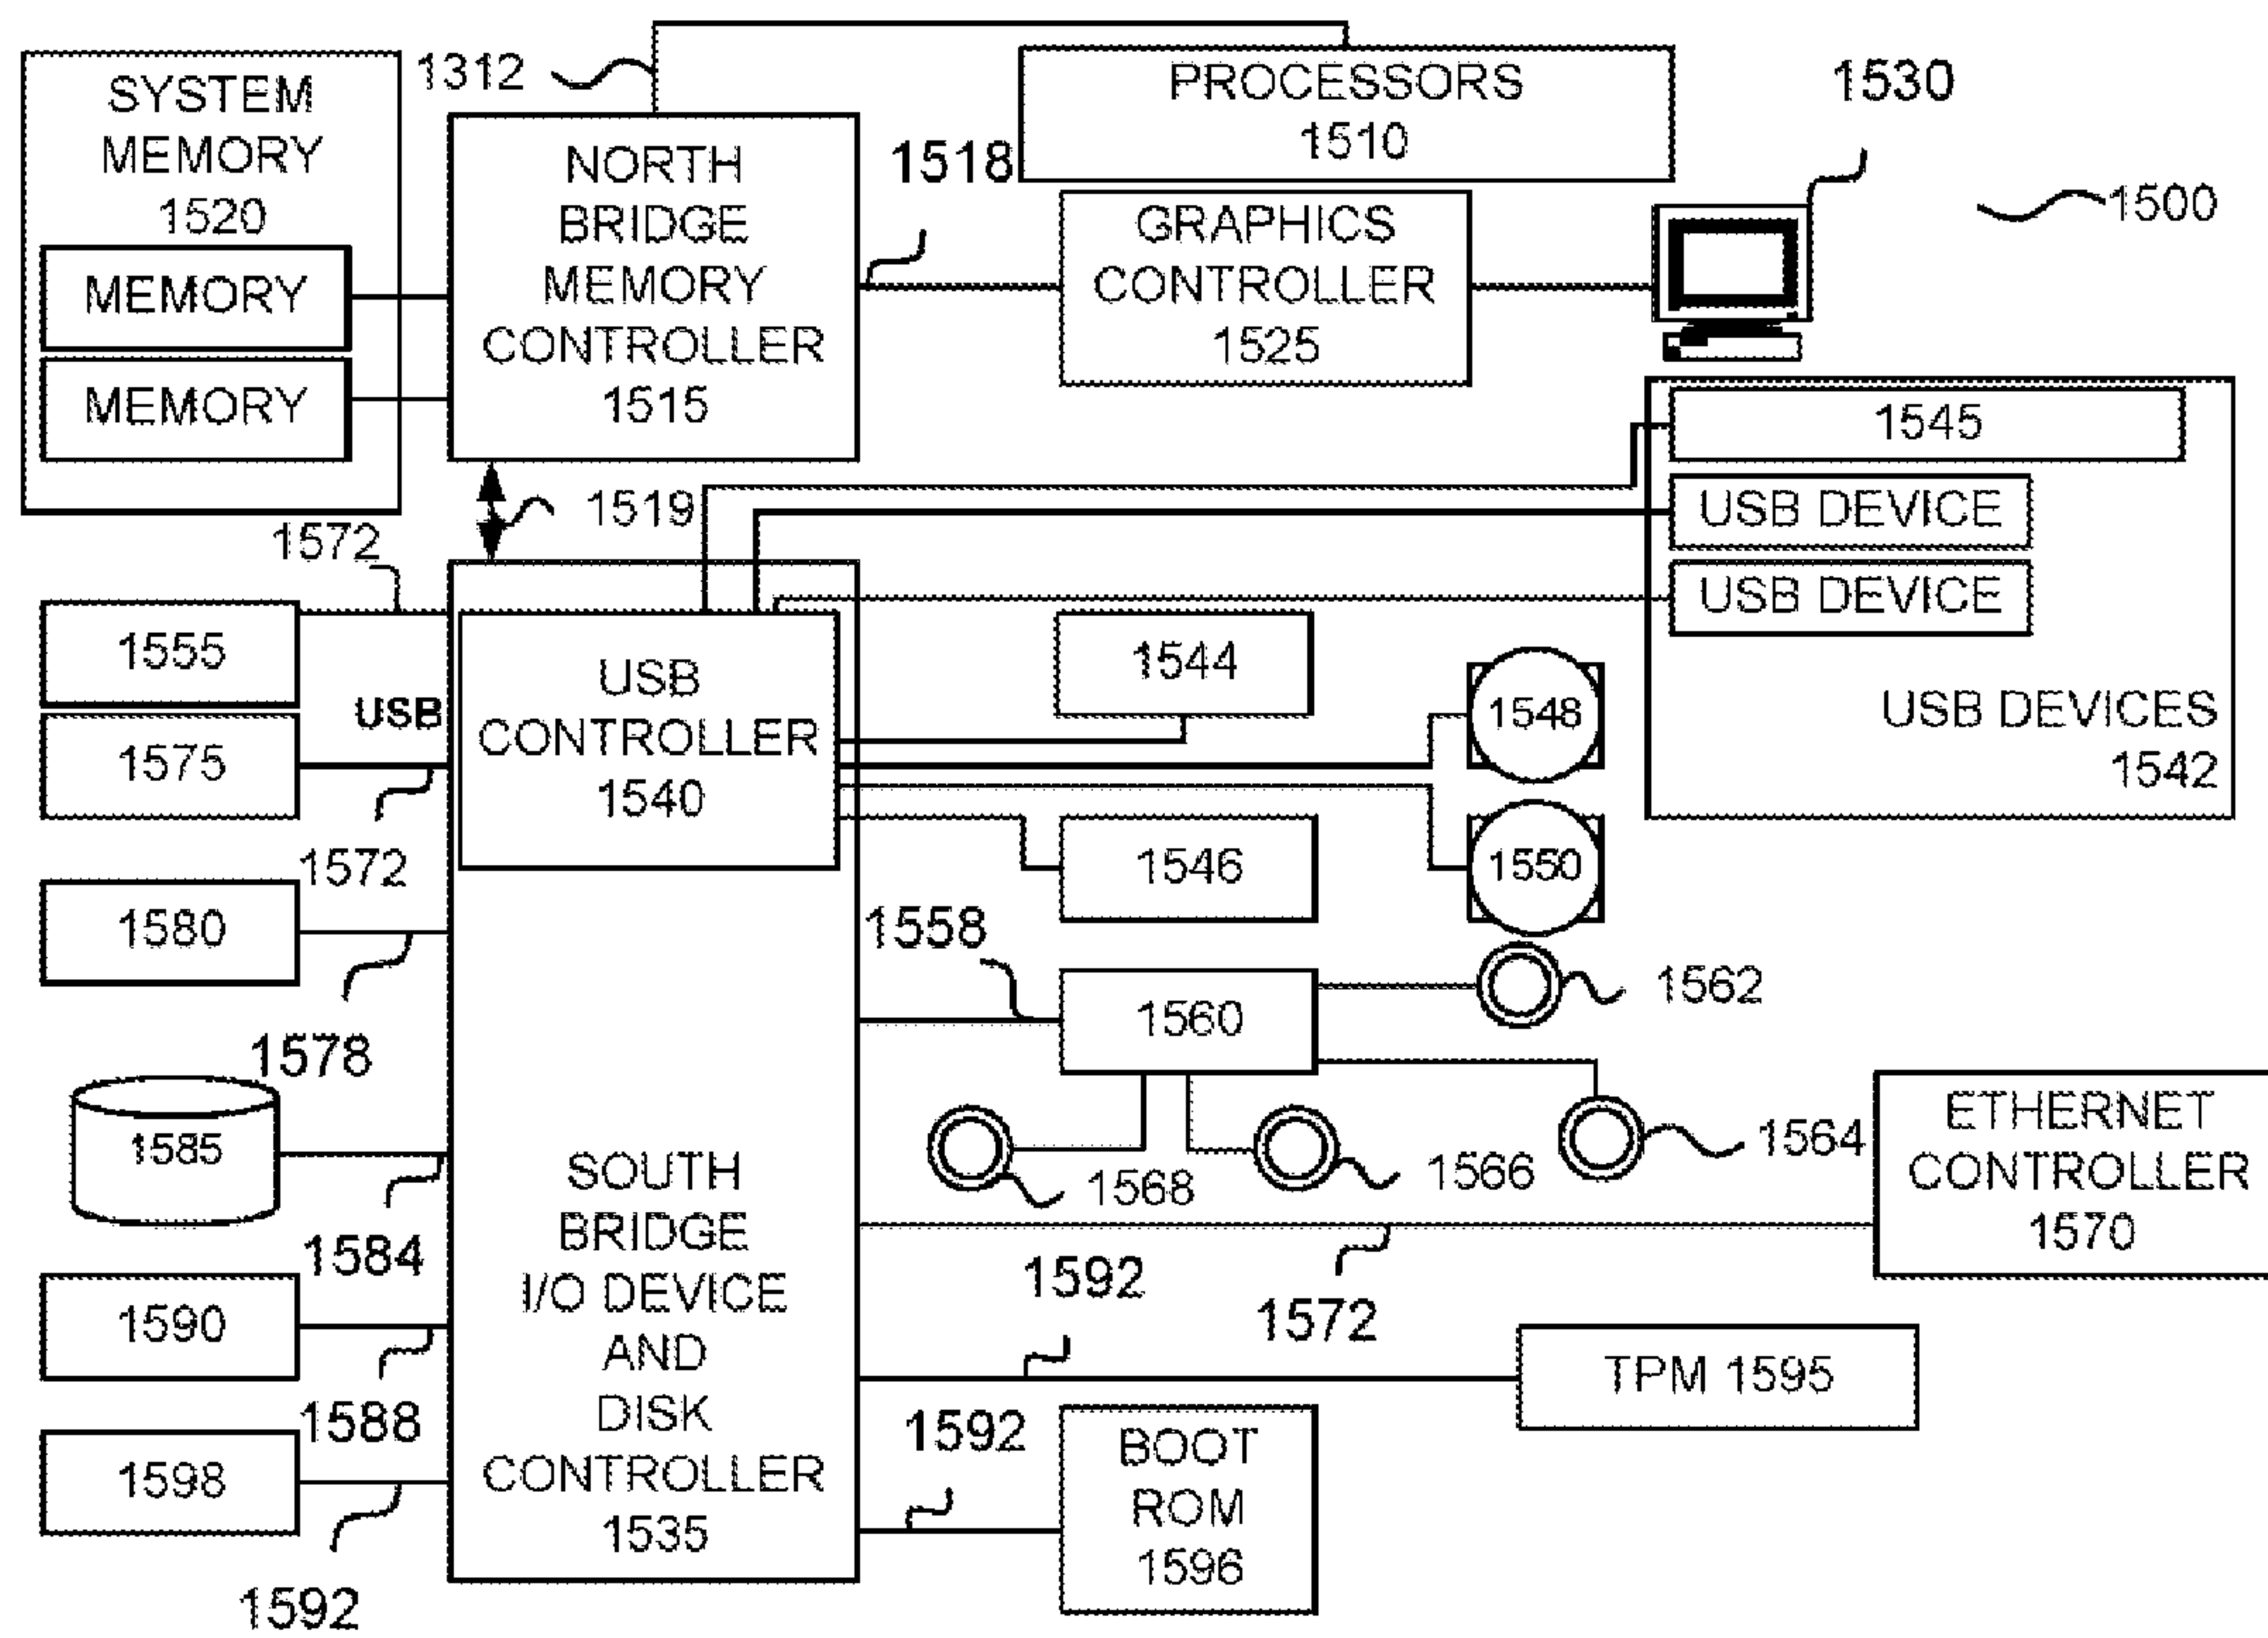 1312
SYSTEM
MEMORY
1520
MEMORY
MEMORY
NORTH
BRIDGE
MEMORY
CONTROLLER
1515
1518
PROCESSORS
1510
GRAPHICS
CONTROLLER
1525
1530
1500
1519
1545
USB DEVICE
USB DEVICE
USB DEVICES
1542
1572
1555
USB
1575
1572
1580
1578
1585
1584
1590
1588
1598
1592
USB
CONTROLLER
1540
SOUTH
BRIDGE
I/O DEVICE
AND
DISK
CONTROLLER
1535
1544
1548
1546
1550
1558
1560
1562
1564
1566
1568
ETHERNET
CONTROLLER
1570
1572
1592
TPM 1595
1592
BOOT
ROM
1596